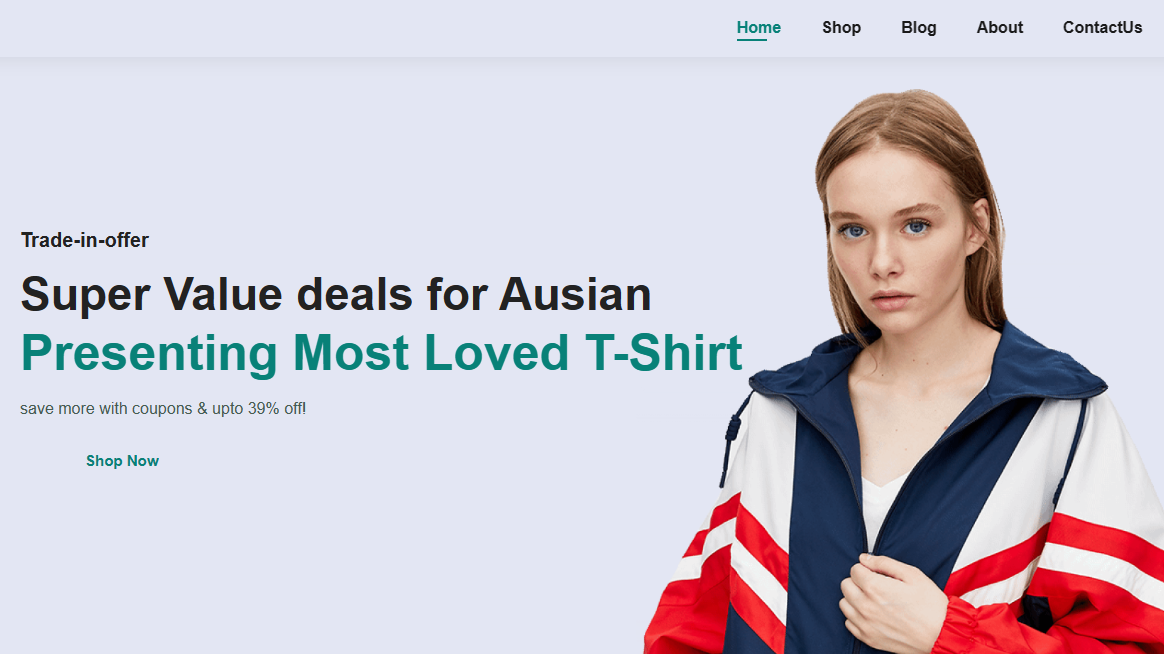 Home Shop Blog About ContactUs
Trade-in-offer
Super Value deals for Ausian
Presenting Most Loved T-Shirt
save more with coupons & upto 39% off!
Shop Now